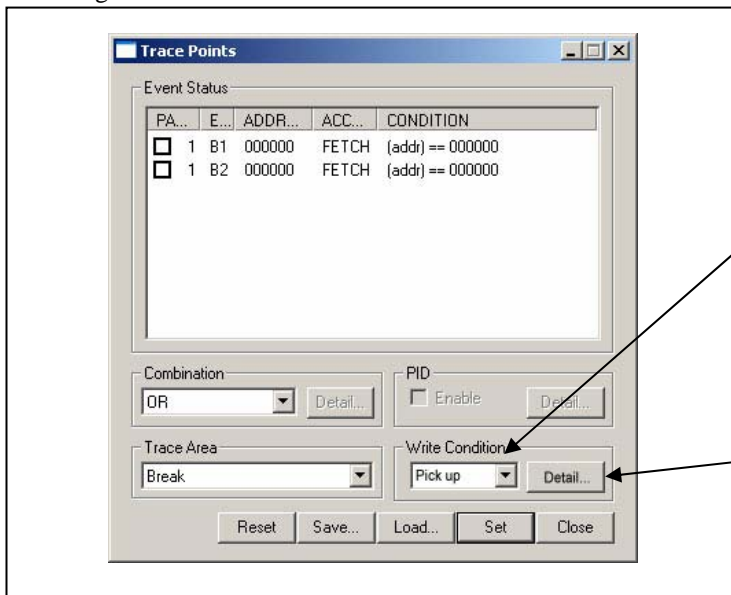 Trace Points
Event Status
PA... E... ADDR... ACC... CONDITION
1 B1 000000 FETCH (addr) == 000000
1 B2 000000 FETCH (addr) == 000000
Combination
OR Detail...
PID
Enable Detail...
Trace Area
Break
Write Condition
Pick up Detail...
Reset Save... Load... Set Close